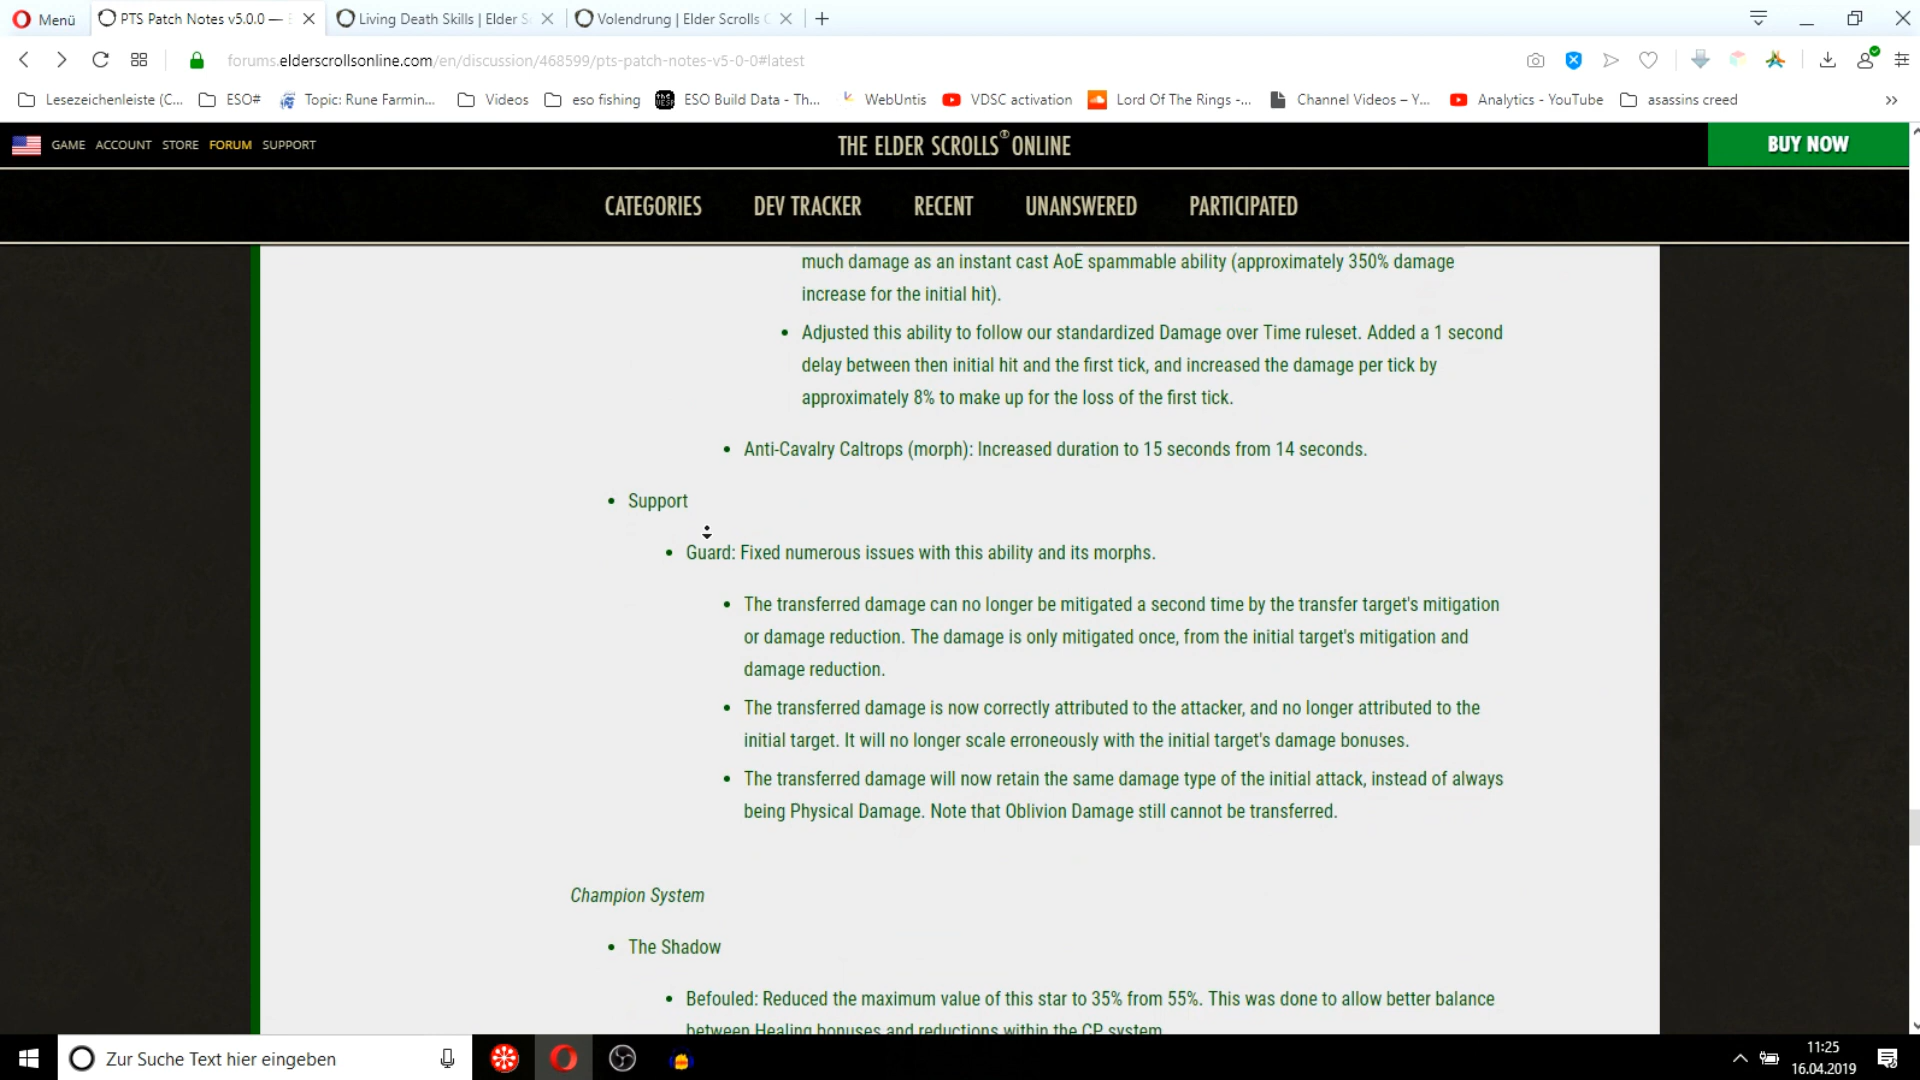 Menü
PTS Patch Notes v5.0.0 —
Living Death Skills | Elder S
Volendrung | Elder Scrolls
forums.elderscrollsonline.com/en/discussion/468599/pts-patch-notes-v5-0-0#latest
Lesezeichenleiste (C...
ESO#
Topic: Rune Farmin...
Videos
eso fishing
ESO Build Data - Th...
WebUntis
VDSC activation
Lord Of The Rings -...
Channel Videos – Y...
Analytics - YouTube
asassins creed
GAME ACCOUNT STORE FORUM SUPPORT
THE ELDER SCROLLS® ONLINE
BUY NOW
CATEGORIES DEV TRACKER RECENT UNANSWERED PARTICIPATED
much damage as an instant cast AoE spammable ability (approximately 350% damage
increase for the initial hit).
• Adjusted this ability to follow our standardized Damage over Time ruleset. Added a 1 second
delay between then initial hit and the first tick, and increased the damage per tick by
approximately 8% to make up for the loss of the first tick.
• Anti-Cavalry Caltrops (morph): Increased duration to 15 seconds from 14 seconds.
• Support
• Guard: Fixed numerous issues with this ability and its morphs.
• The transferred damage can no longer be mitigated a second time by the transfer target's mitigation
or damage reduction. The damage is only mitigated once, from the initial target's mitigation and
damage reduction.
• The transferred damage is now correctly attributed to the attacker, and no longer attributed to the
initial target. It will no longer scale erroneously with the initial target's damage bonuses.
• The transferred damage will now retain the same damage type of the initial attack, instead of always
being Physical Damage. Note that Oblivion Damage still cannot be transferred.
Champion System
• The Shadow
• Befouled: Reduced the maximum value of this star to 35% from 55%. This was done to allow better balance
between Healing bonuses and reductions within the CP system.
Zur Suche Text hier eingeben
11:25
16.04.2019